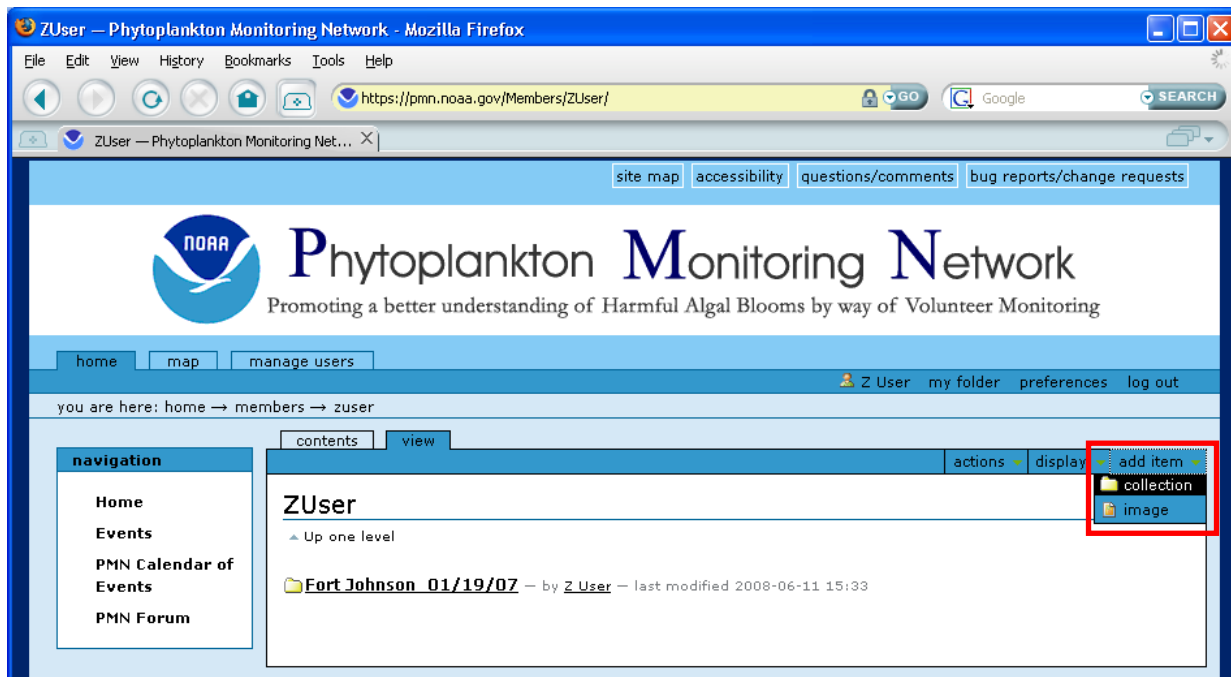 ZUser — Phytoplankton Monitoring Network - Mozilla Firefox
File Edit View History Bookmarks Tools Help
https://pmn.noaa.gov/Members/ZUser/ GO Google SEARCH
ZUser — Phytoplankton Monitoring Net...
site map accessibility questions/comments bug reports/change requests
NOAA
Phytoplankton Monitoring Network
Promoting a better understanding of Harmful Algal Blooms by way of Volunteer Monitoring
home map manage users
Z User my folder preferences log out
you are here: home → members → zuser
contents view
navigation
actions display add item
collection
image
Home
Events
PMN Calendar of
Events
PMN Forum
ZUser
Up one level
Fort Johnson 01/19/07 — by Z User — last modified 2008-06-11 15:33